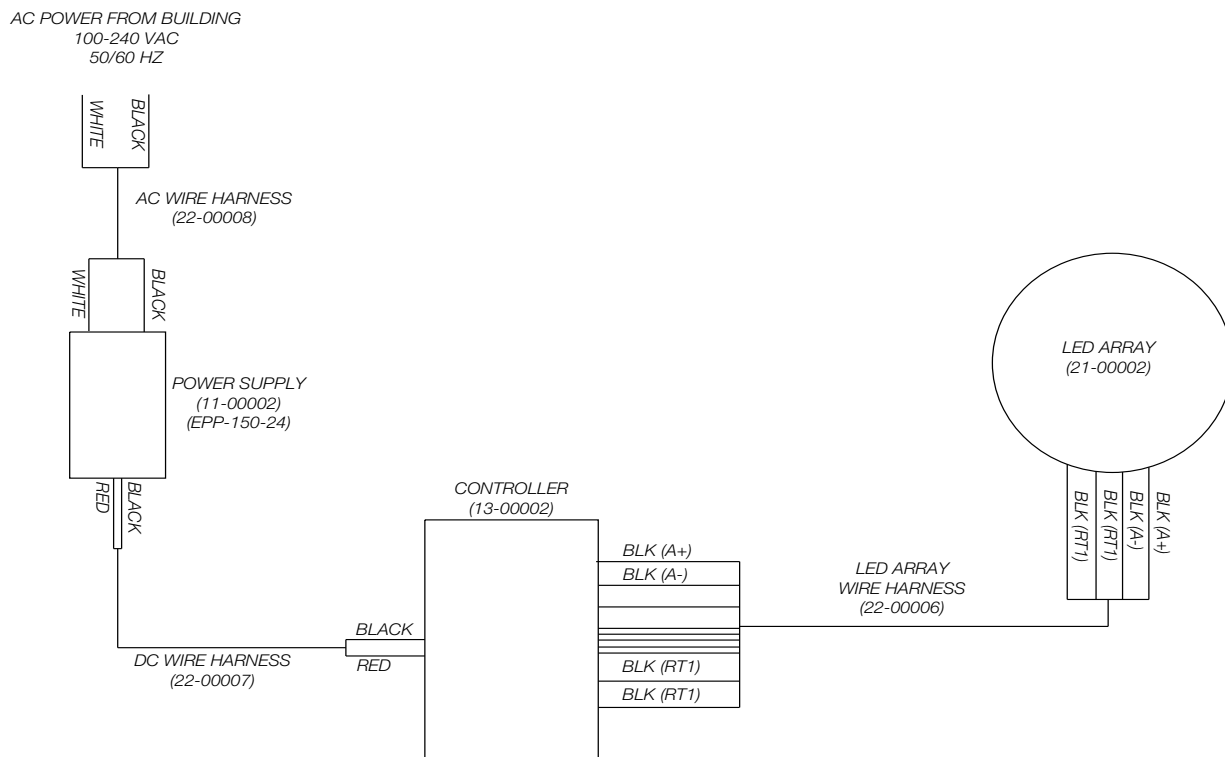 AC POWER FROM BUILDING
100-240 VAC
50/60 HZ
WHITE
BLACK
AC WIRE HARNESS
(22-00008)
WHITE
BLACK
POWER SUPPLY
(11-00002)
(EPP-150-24)
RED
BLACK
DC WIRE HARNESS
(22-00007)
BLACK
RED
CONTROLLER
(13-00002)
BLK (A+)
BLK (A-)
BLK (RT1)
BLK (RT1)
LED ARRAY
WIRE HARNESS
(22-00006)
LED ARRAY
(21-00002)
BLK (RT1)
BLK (RT1)
BLK (A-)
BLK (A+)